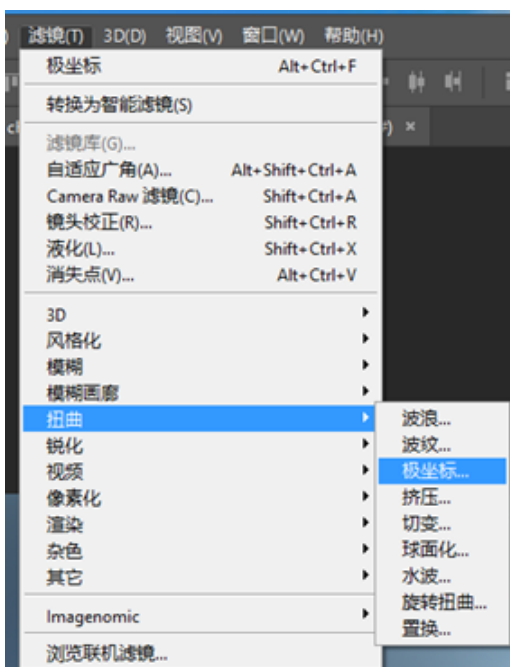 滤镜(T) 3D(D) 视图(V) 窗口(W) 帮助(H)
极坐标 Alt+Ctrl+F
转换为智能滤镜(S)
滤镜库(G)...
自适应广角(A)... Alt+Shift+Ctrl+A
Camera Raw 滤镜(C)... Shift+Ctrl+A
镜头校正(R)... Shift+Ctrl+R
液化(L)... Shift+Ctrl+X
消失点(V)... Alt+Ctrl+V
3D
风格化
模糊
模糊画廊
扭曲
锐化
视频
像素化
渲染
杂色
其它
Imagenomic
浏览联机滤镜...
波浪...
波纹...
极坐标...
挤压...
切变...
球面化...
水波...
旋转扭曲...
置换...